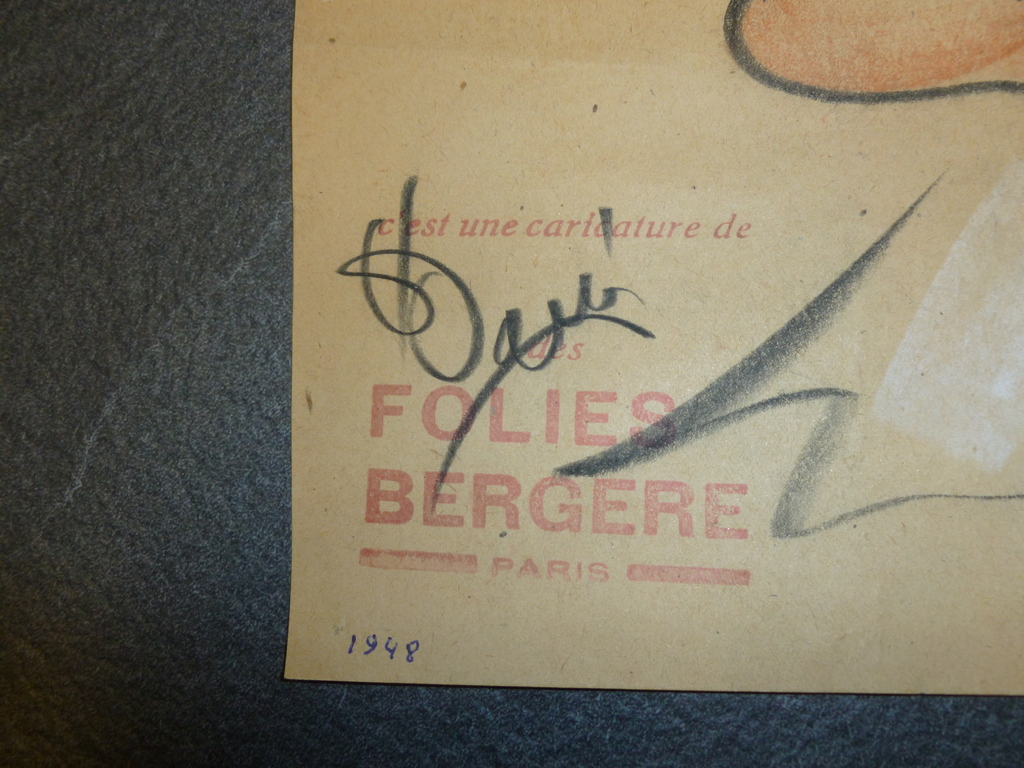 c'est une caricature de
des
FOLIES
BERGERE
PARIS
1948